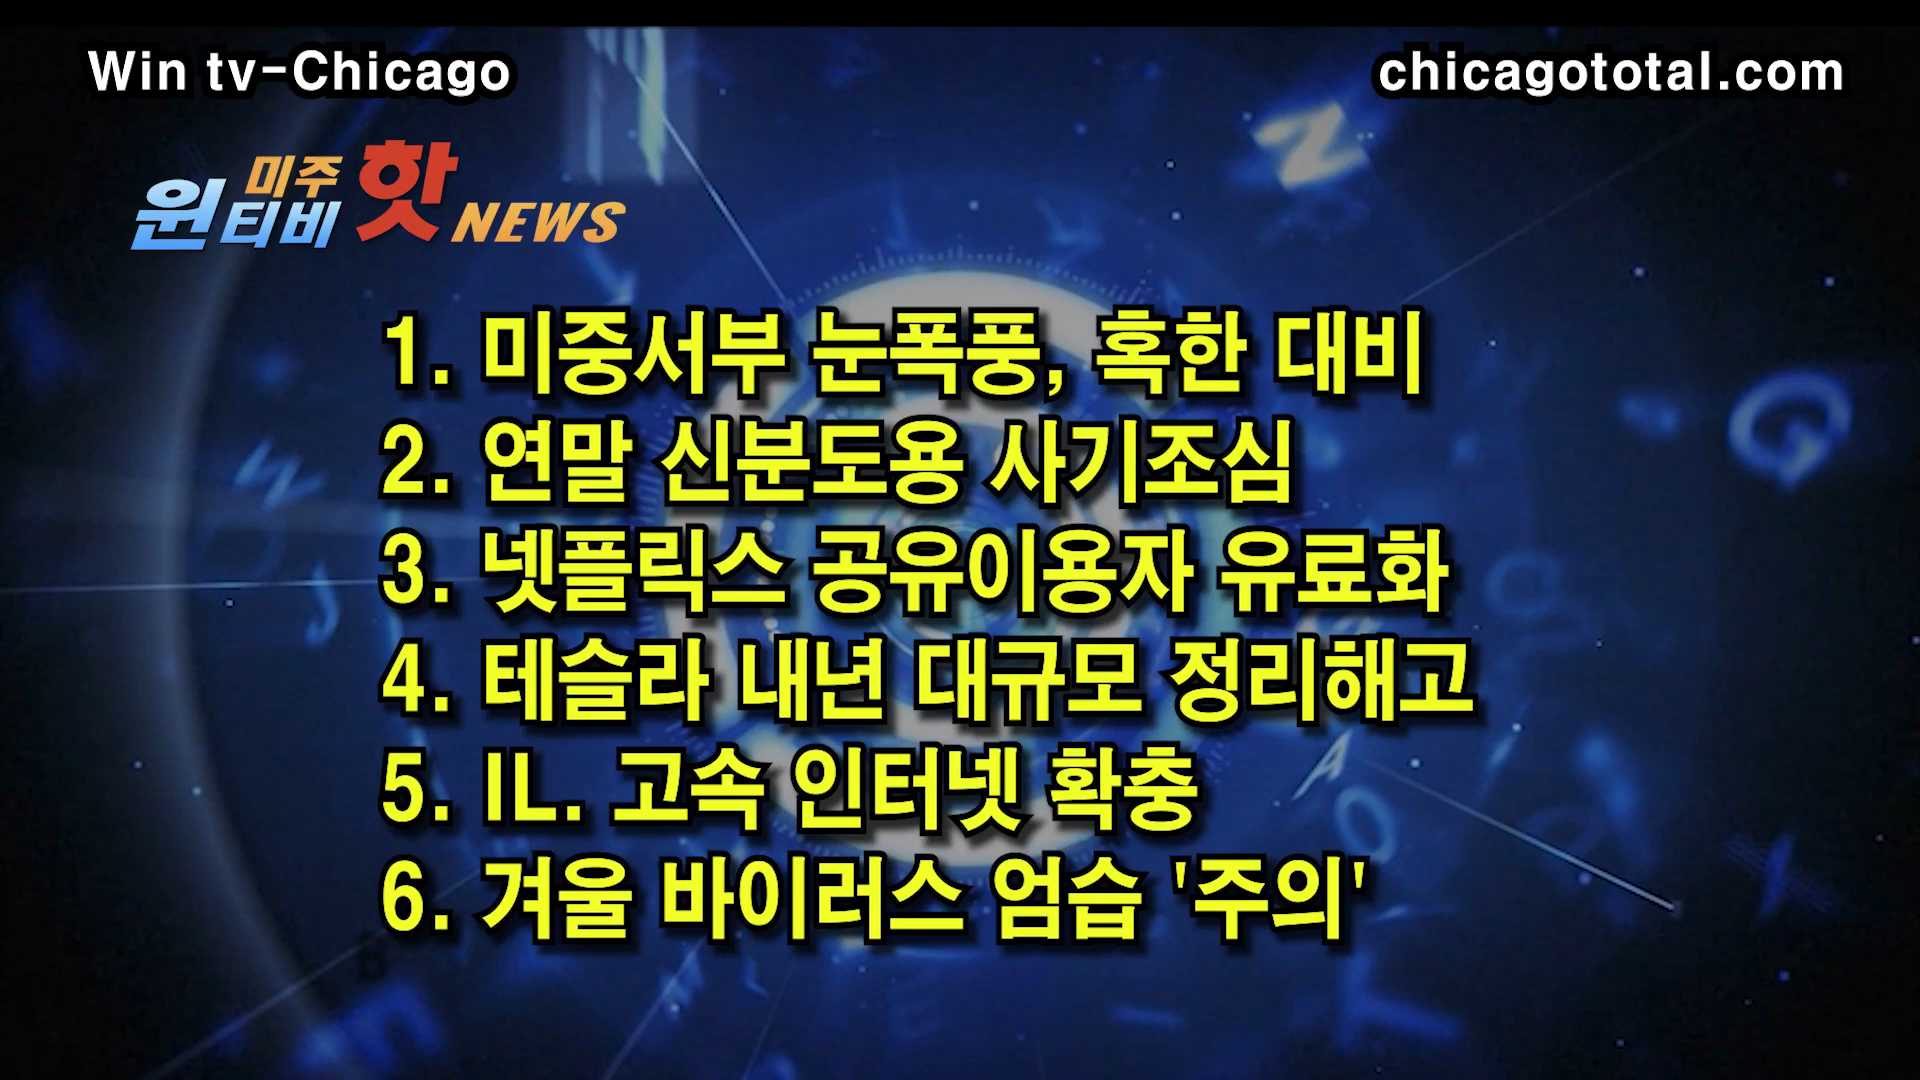 Win tv-Chicago
chicagototal.com
미주
원티비 핫 NEWS
1. 미중서부 눈폭풍, 혹한 대비
2. 연말 신분도용 사기조심
3. 넷플릭스 공유이용자 유료화
4. 테슬라 내년 대규모 정리해고
5. IL. 고속 인터넷 확충
6. 겨울 바이러스 엄습 '주의'